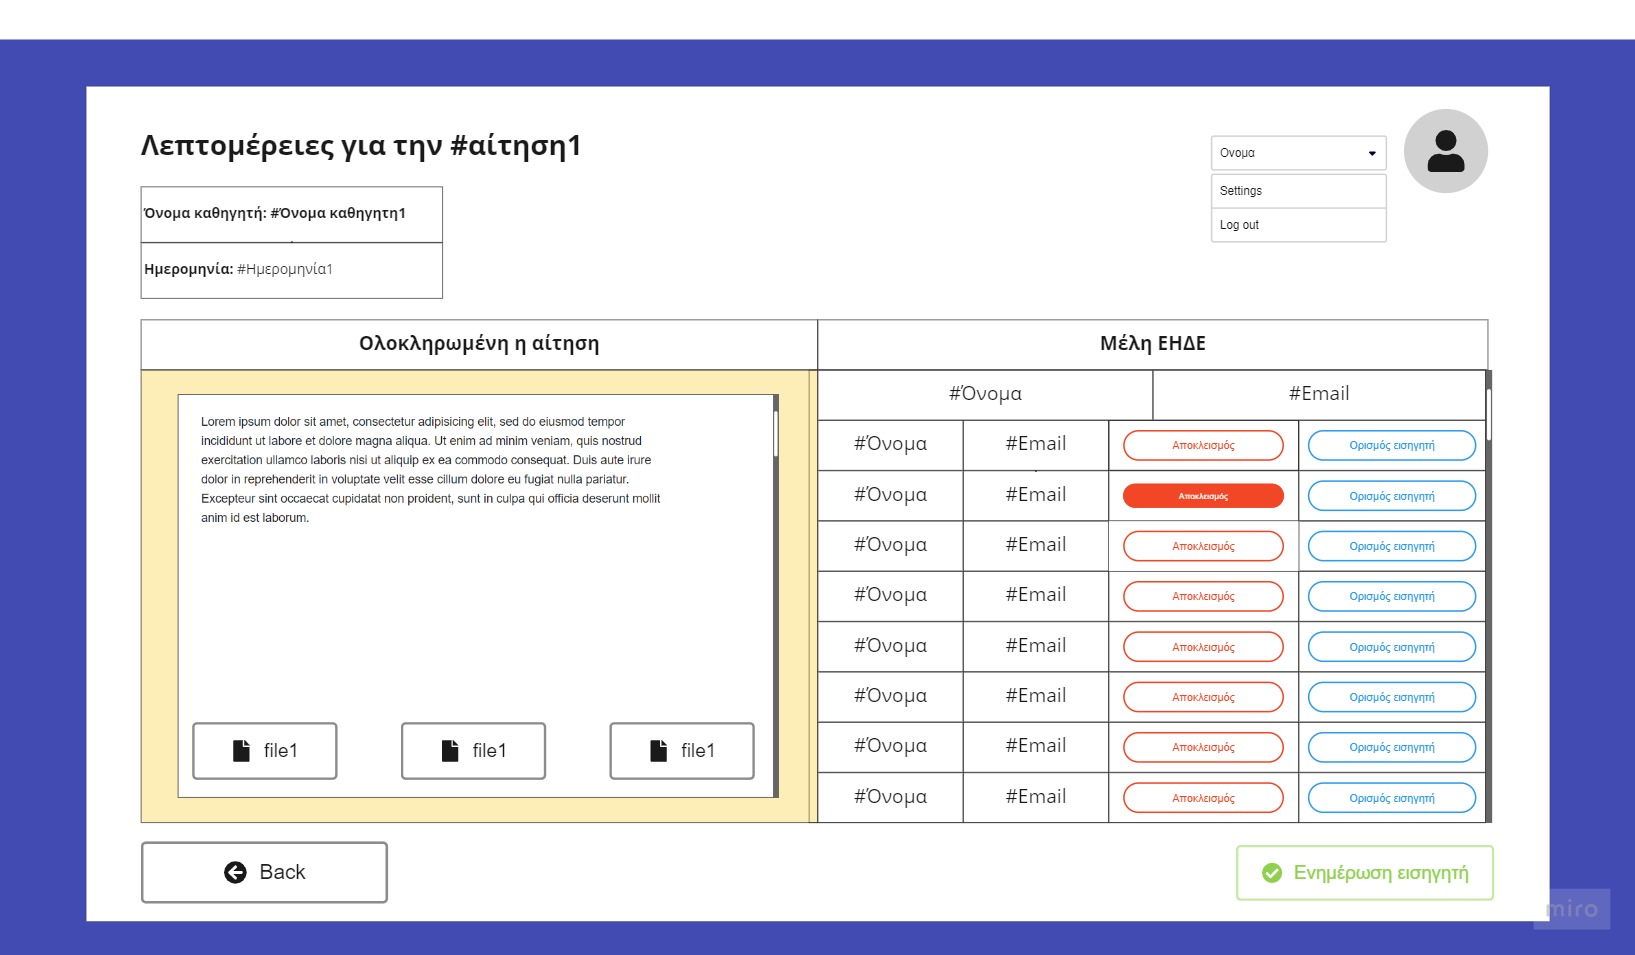 Λεπτομέρειες για την #αίτηση1
Ονομα
Settings
Log out
Όνομα καθηγητή: #Όνομα καθηγητη1
Ημερομηνία: #Ημερομηνία1
Ολοκληρωμένη η αίτηση
Μέλη ΕΗΔΕ
Lorem ipsum dolor sit amet, consectetur adipisicing elit, sed do eiusmod tempor
incididunt ut labore et dolore magna aliqua. Ut enim ad minim veniam, quis nostrud
exercitation ullamco laboris nisi ut aliquip ex ea commodo consequat. Duis aute irure
dolor in reprehenderit in voluptate velit esse cillum dolore eu fugiat nulla pariatur.
Excepteur sint occaecat cupidatat non proident, sunt in culpa qui officia deserunt mollit
anim id est laborum.
file1 file1 file1
#Όνομα #Email
#Όνομα #Email Αποκλεισμός Ορισμός εισηγητή
#Όνομα #Email Αποκλεισμός Ορισμός εισηγητή
#Όνομα #Email Αποκλεισμός Ορισμός εισηγητή
#Όνομα #Email Αποκλεισμός Ορισμός εισηγητή
#Όνομα #Email Αποκλεισμός Ορισμός εισηγητή
#Όνομα #Email Αποκλεισμός Ορισμός εισηγητή
#Όνομα #Email Αποκλεισμός Ορισμός εισηγητή
#Όνομα #Email Αποκλεισμός Ορισμός εισηγητή
Back
Ενημέρωση εισηγητή
miro